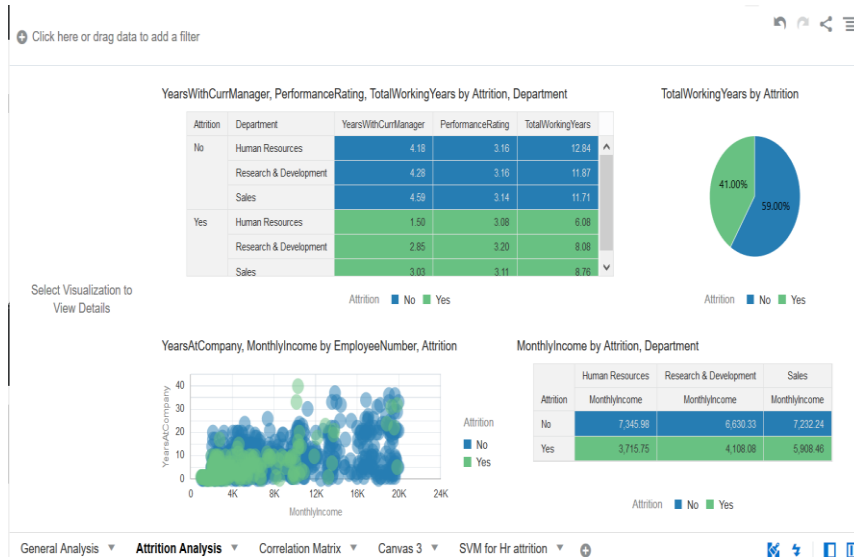 Click here or drag data to add a filter
YearsWithCurrManager, PerformanceRating, TotalWorkingYears by Attrition, Department
Attrition Department YearsWithCurrManager PerformanceRating TotalWorkingYears
No Human Resources 4.18 3.16 12.84
Research & Development 4.28 3.16 11.87
Sales 4.59 3.14 11.71
Yes Human Resources 1.50 3.08 6.08
Research & Development 2.85 3.20 8.08
Sales 3.03 3.11 8.76
Attrition No Yes
TotalWorkingYears by Attrition
41.00%
59.00%
Attrition No Yes
Select Visualization to
View Details
YearsAtCompany, MonthlyIncome by EmployeeNumber, Attrition
YearsAtCompany
40
30
20
10
0
0 4K 8K 12K 16K 20K 24K
MonthlyIncome
Attrition
No
Yes
MonthlyIncome by Attrition, Department
Human Resources Research & Development Sales
Attrition MonthlyIncome MonthlyIncome MonthlyIncome
No 7,345.98 6,630.33 7,232.24
Yes 3,715.75 4,108.08 5,908.46
Attrition No Yes
General Analysis Attrition Analysis Correlation Matrix Canvas 3 SVM for Hr attrition